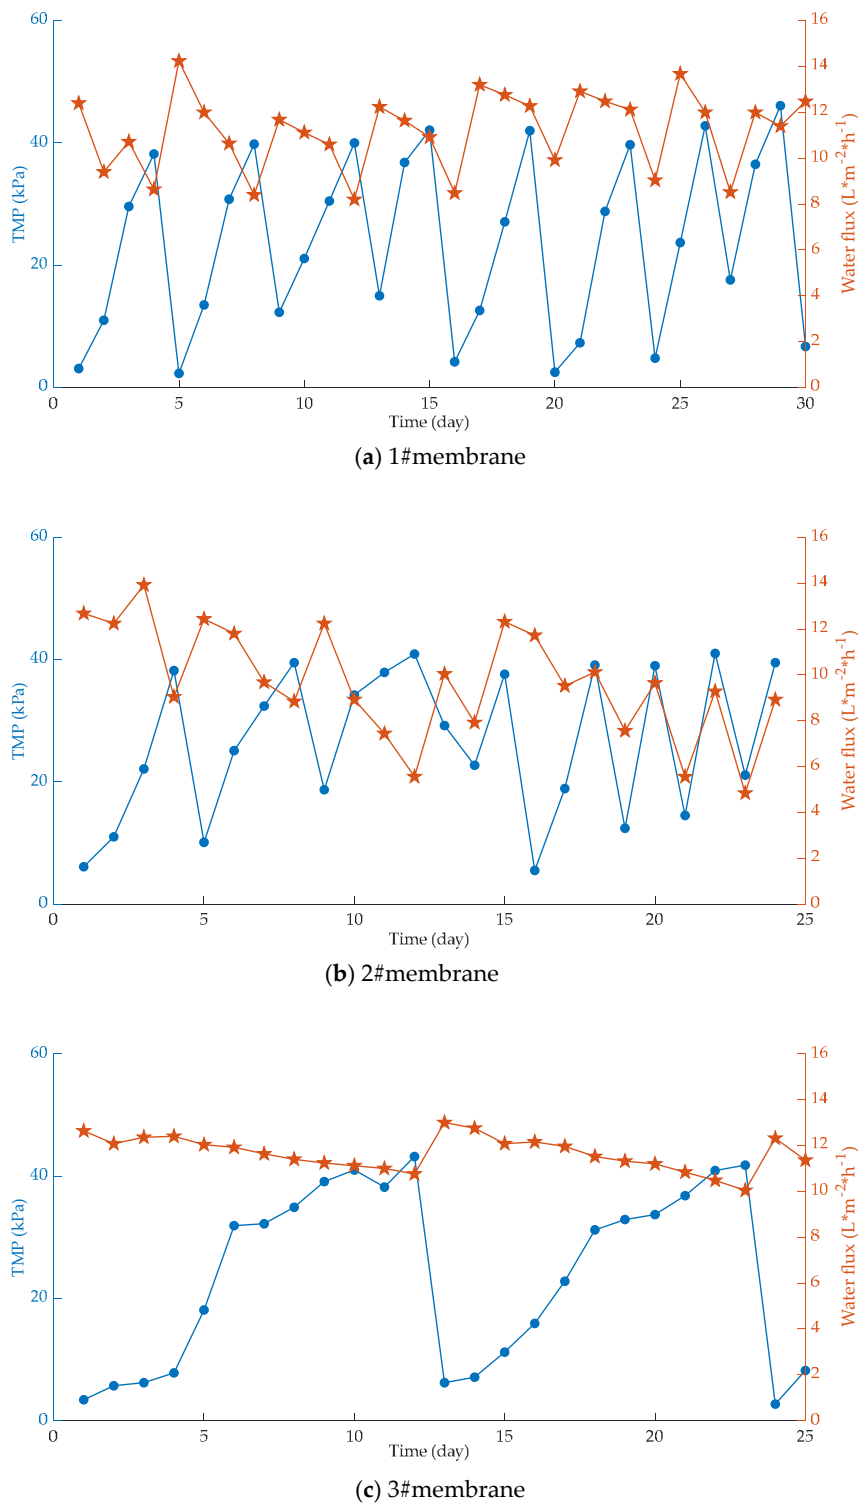 60
40
20
0
TMP (kPa)
16
14
12
10
8
6
4
2
0
Water flux (L*m⁻²*h⁻¹)
0 5 10 15 20 25 30
Time (day)
(a) 1#membrane
60
40
20
0
TMP (kPa)
16
14
12
10
8
6
4
2
0
Water flux (L*m⁻²*h⁻¹)
0 5 10 15 20 25
Time (day)
(b) 2#membrane
60
40
20
0
TMP (kPa)
16
14
12
10
8
6
4
2
0
Water flux (L*m⁻²*h⁻¹)
0 5 10 15 20 25
Time (day)
(c) 3#membrane